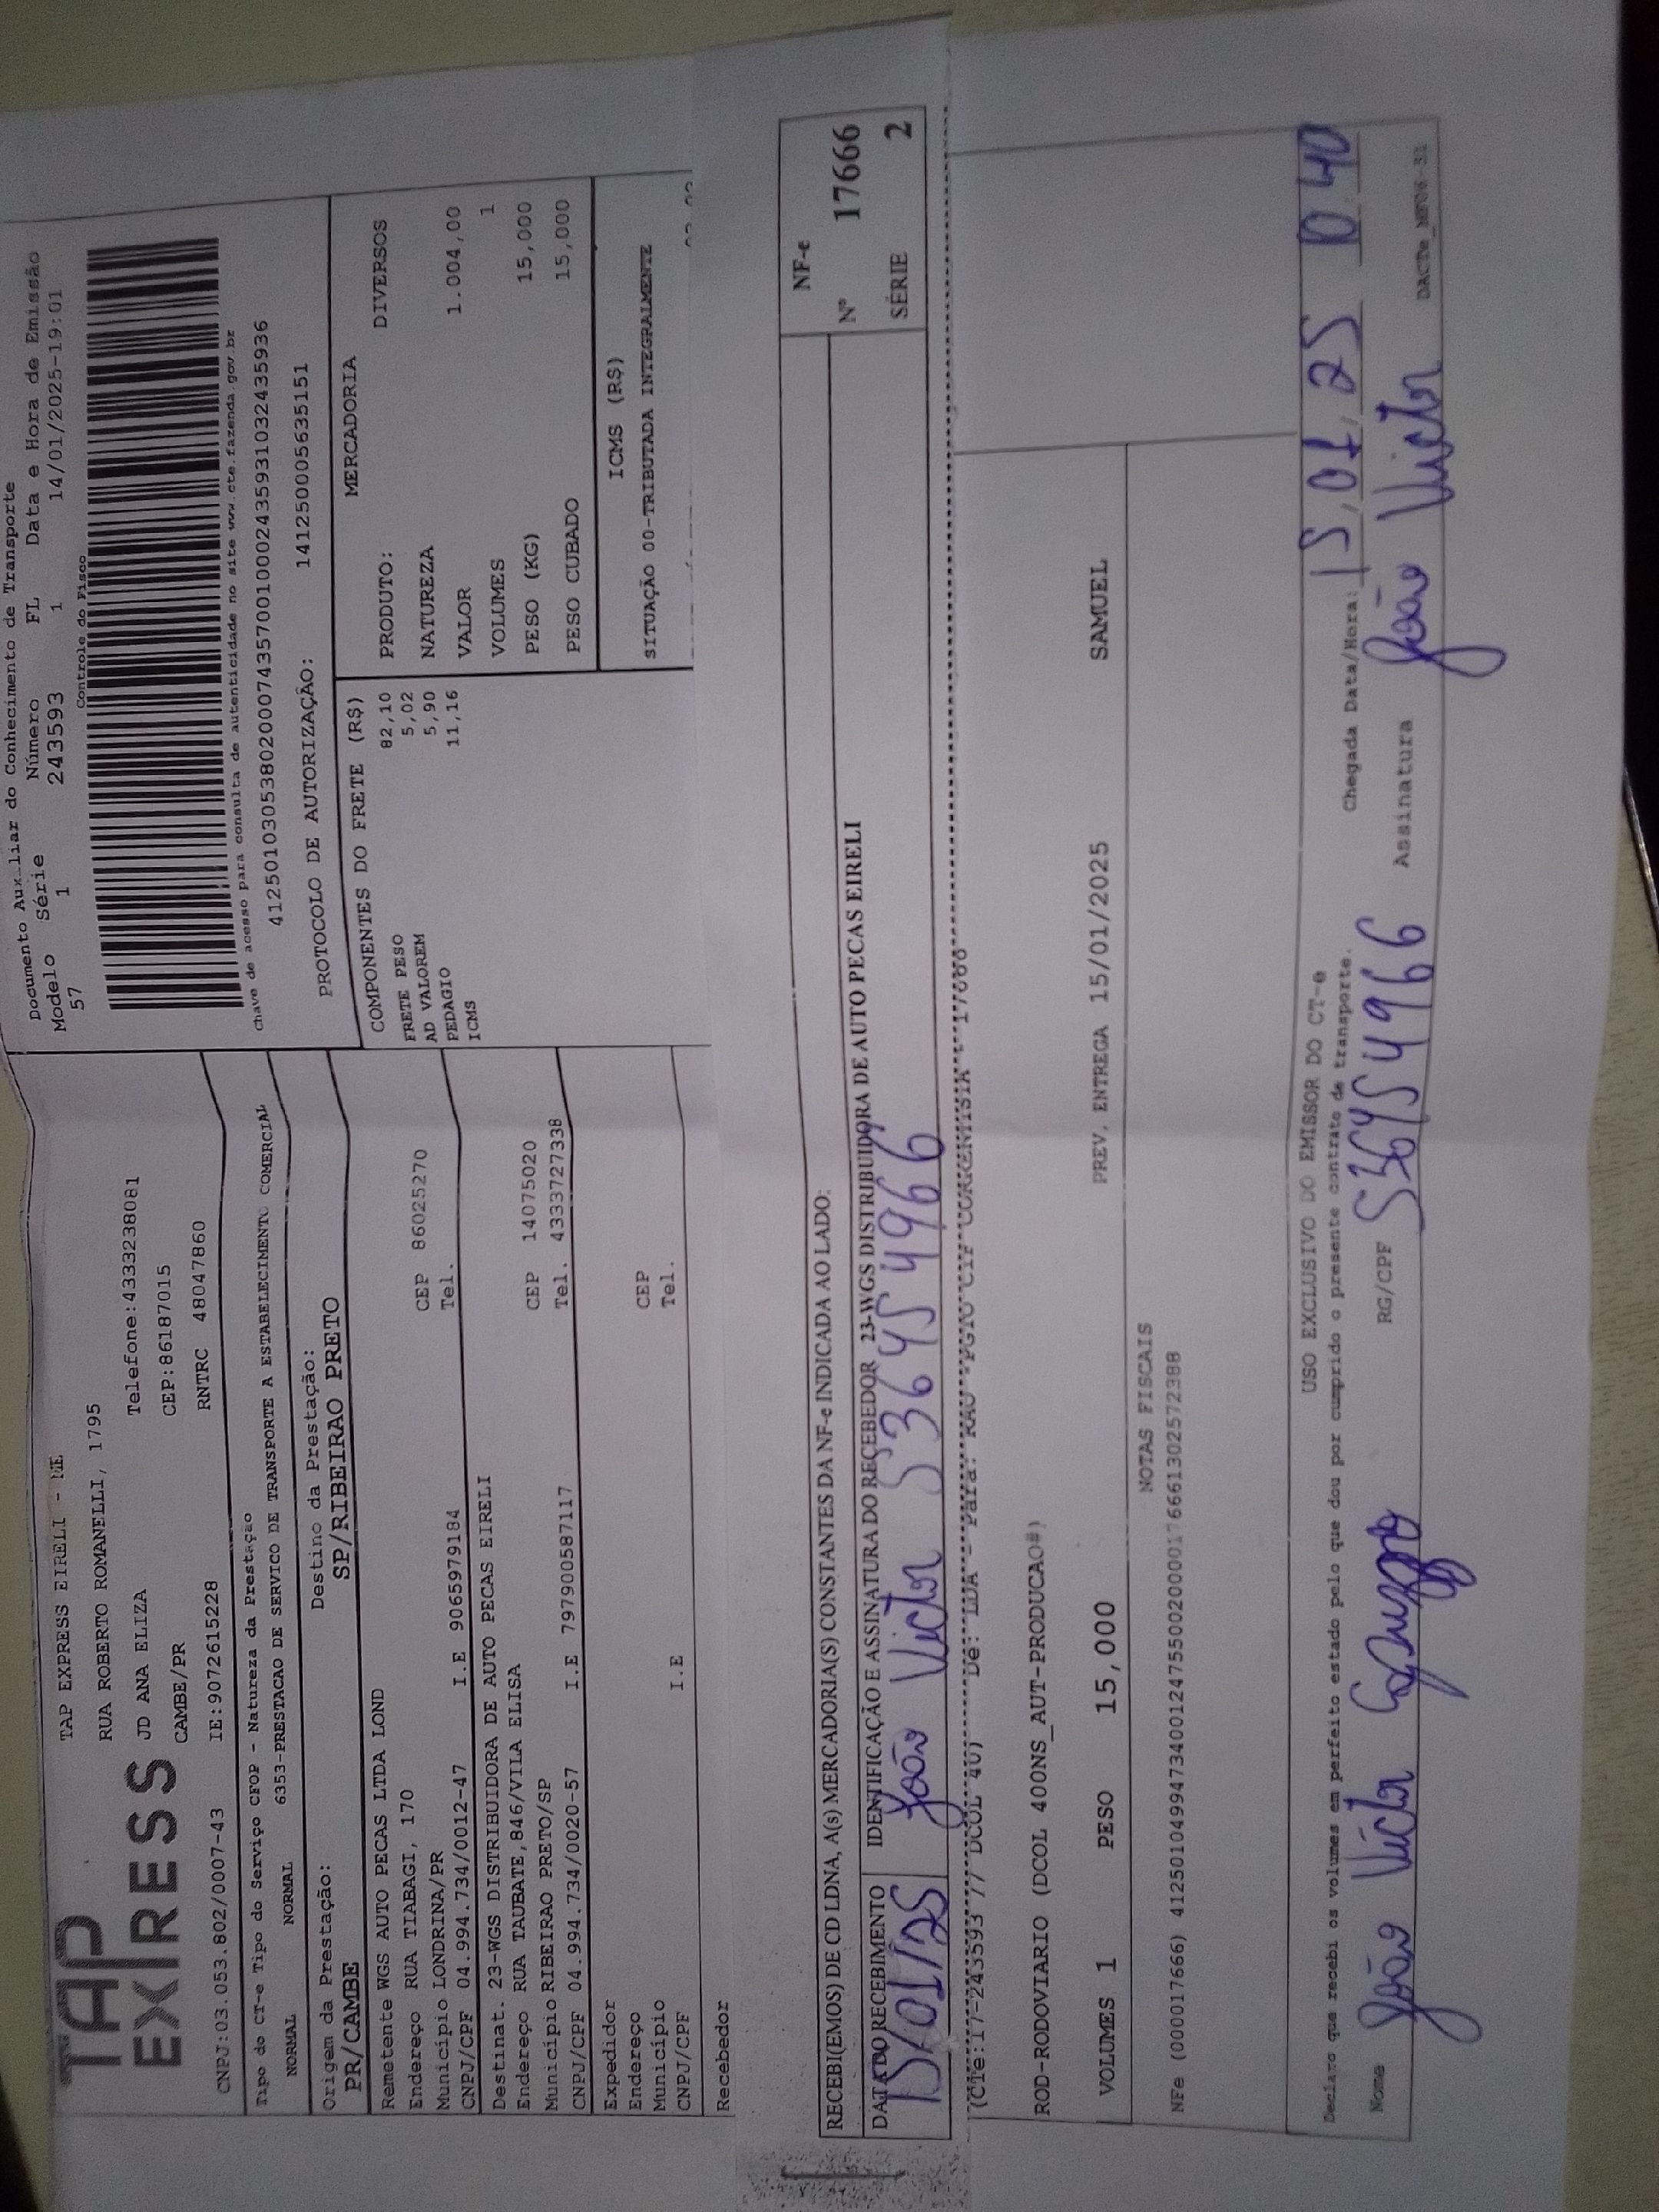 TAP
EXPRESS
TAP EXPRESS EIRELI - ME
RUA ROBERTO ROMANELLI, 1795
JD ANA ELIZA Telefone:4333238081
CAMBE/PR CEP:86187015
CNPJ:03.053.802/0007-43 IE:9072615228 RNTRC 48047860
Documento Auxiliar do Conhecimento de Transporte
Modelo Série Número FL Data e Hora de Emissão
57 1 243593 1 14/01/2025-19:01
Controle do Fisco
Chave de acesso para consulta de autenticidade no site www.cte.fazenda.gov.br
41250103053802000743570010002435931032435936
PROTOCOLO DE AUTORIZAÇÃO: 141250005635151
Tipo do CT-e Tipo do Serviço CFOP - Natureza da Prestação
NORMAL NORMAL 6353-PRESTACAO DE SERVICO DE TRANSPORTE A ESTABELECIMENTO COMERCIAL
Origem da Prestação: Destino da Prestação:
PR/CAMBE SP/RIBEIRAO PRETO
Remetente WGS AUTO PECAS LTDA LOND
Endereço RUA TIABAGI, 170 CEP 86025270
Município LONDRINA/PR Tel.
CNPJ/CPF 04.994.734/0012-47 I.E 9065979184
Destinat. 23-WGS DISTRIBUIDORA DE AUTO PECAS EIRELI
Endereço RUA TAUBATE,846/VILA ELISA CEP 14075020
Município RIBEIRAO PRETO/SP Tel. 4333727338
CNPJ/CPF 04.994.734/0020-57 I.E 797900587117
Expedidor
Endereço CEP
Município Tel.
CNPJ/CPF I.E
Recebedor
COMPONENTES DO FRETE (R$)
FRETE PESO 82,10
AD VALOREM 5,02
PEDAGIO 5,90
ICMS 11,16
MERCADORIA
PRODUTO: DIVERSOS
NATUREZA
VALOR 1.004,00
VOLUMES 1
PESO (KG) 15,000
PESO CUBADO 15,000
ICMS (R$)
SITUAÇÃO 00-TRIBUTADA INTEGRALMENTE
RECEBI(EMOS) DE CD LDNA, A(s) MERCADORIA(S) CONSTANTES DA NF-e INDICADA AO LADO:
DATA DO RECEBIMENTO IDENTIFICAÇÃO E ASSINATURA DO RECEBEDOR 23-WGS DISTRIBUIDORA DE AUTO PECAS EIRELI
15/01/25 João Victor 536454966
NF-e
Nº 17666
SÉRIE 2
(CTe:17-243593 // DCOL 40)
ROD-RODOVIARIO (DCOL 400NS_AUT-PRODUCAO#)
VOLUMES 1 PESO 15,000 PREV. ENTREGA 15/01/2025 SAMUEL
NOTAS FISCAIS
NFe (000017666) 41250104994734001247550020000176661302572388
USO EXCLUSIVO DO EMISSOR DO CT-e
Declaro que recebi os volumes em perfeito estado pelo que dou por cumprido o presente contrato de transporte.
Chegada Data/Hora: 15,01,25 10 40
Nome João Victor RG/CPF 536454966 Assinatura João Victor
DACTe_NF06-31